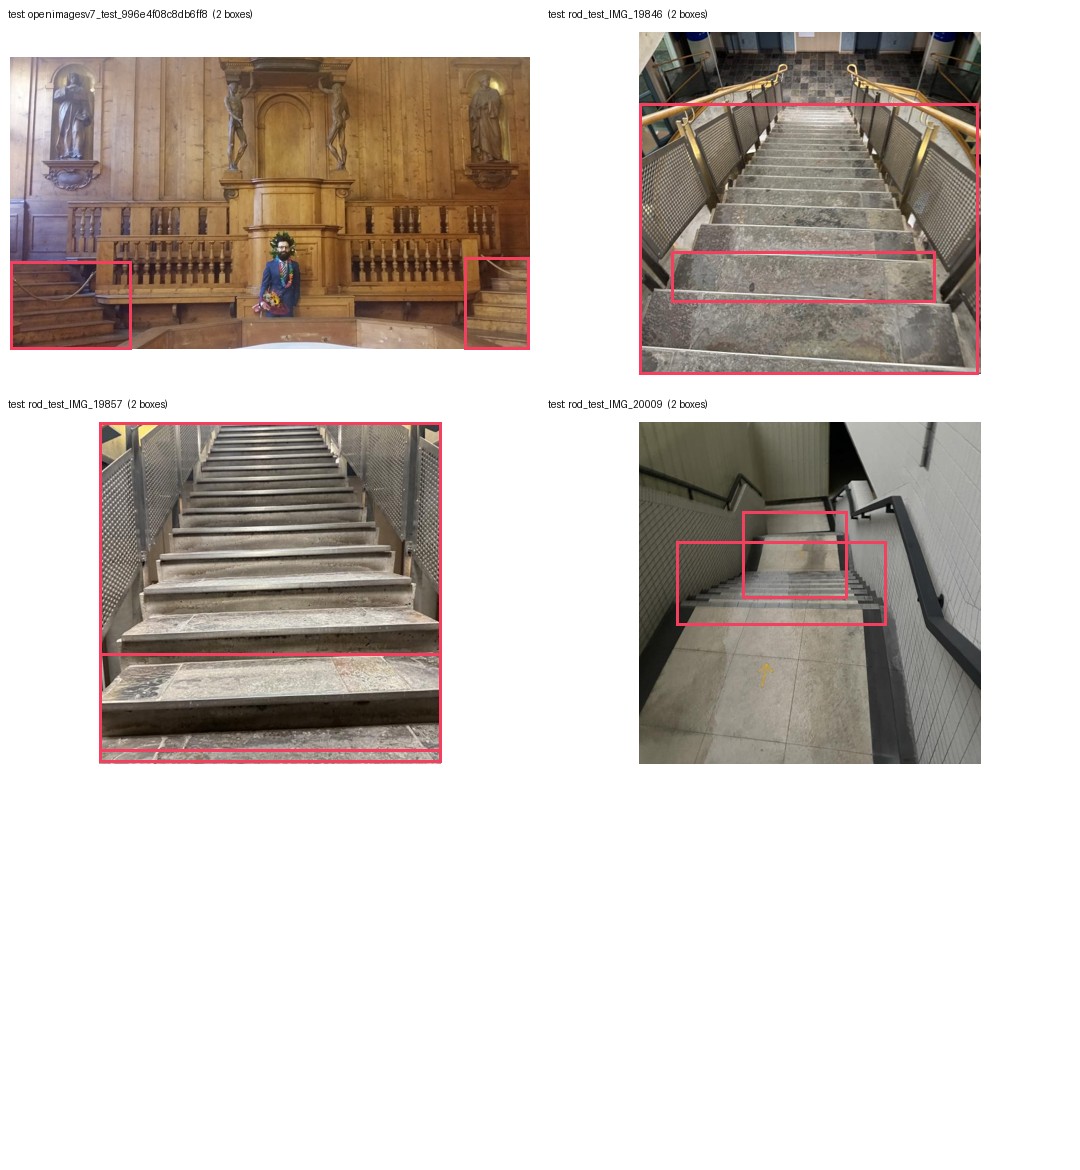 test: openimagesv7_test_996e4f08c8db6ff8 (2 boxes)
test: rod_test_IMG_19846 (2 boxes)
test: rod_test_IMG_19857 (2 boxes)
test: rod_test_IMG_20009 (2 boxes)